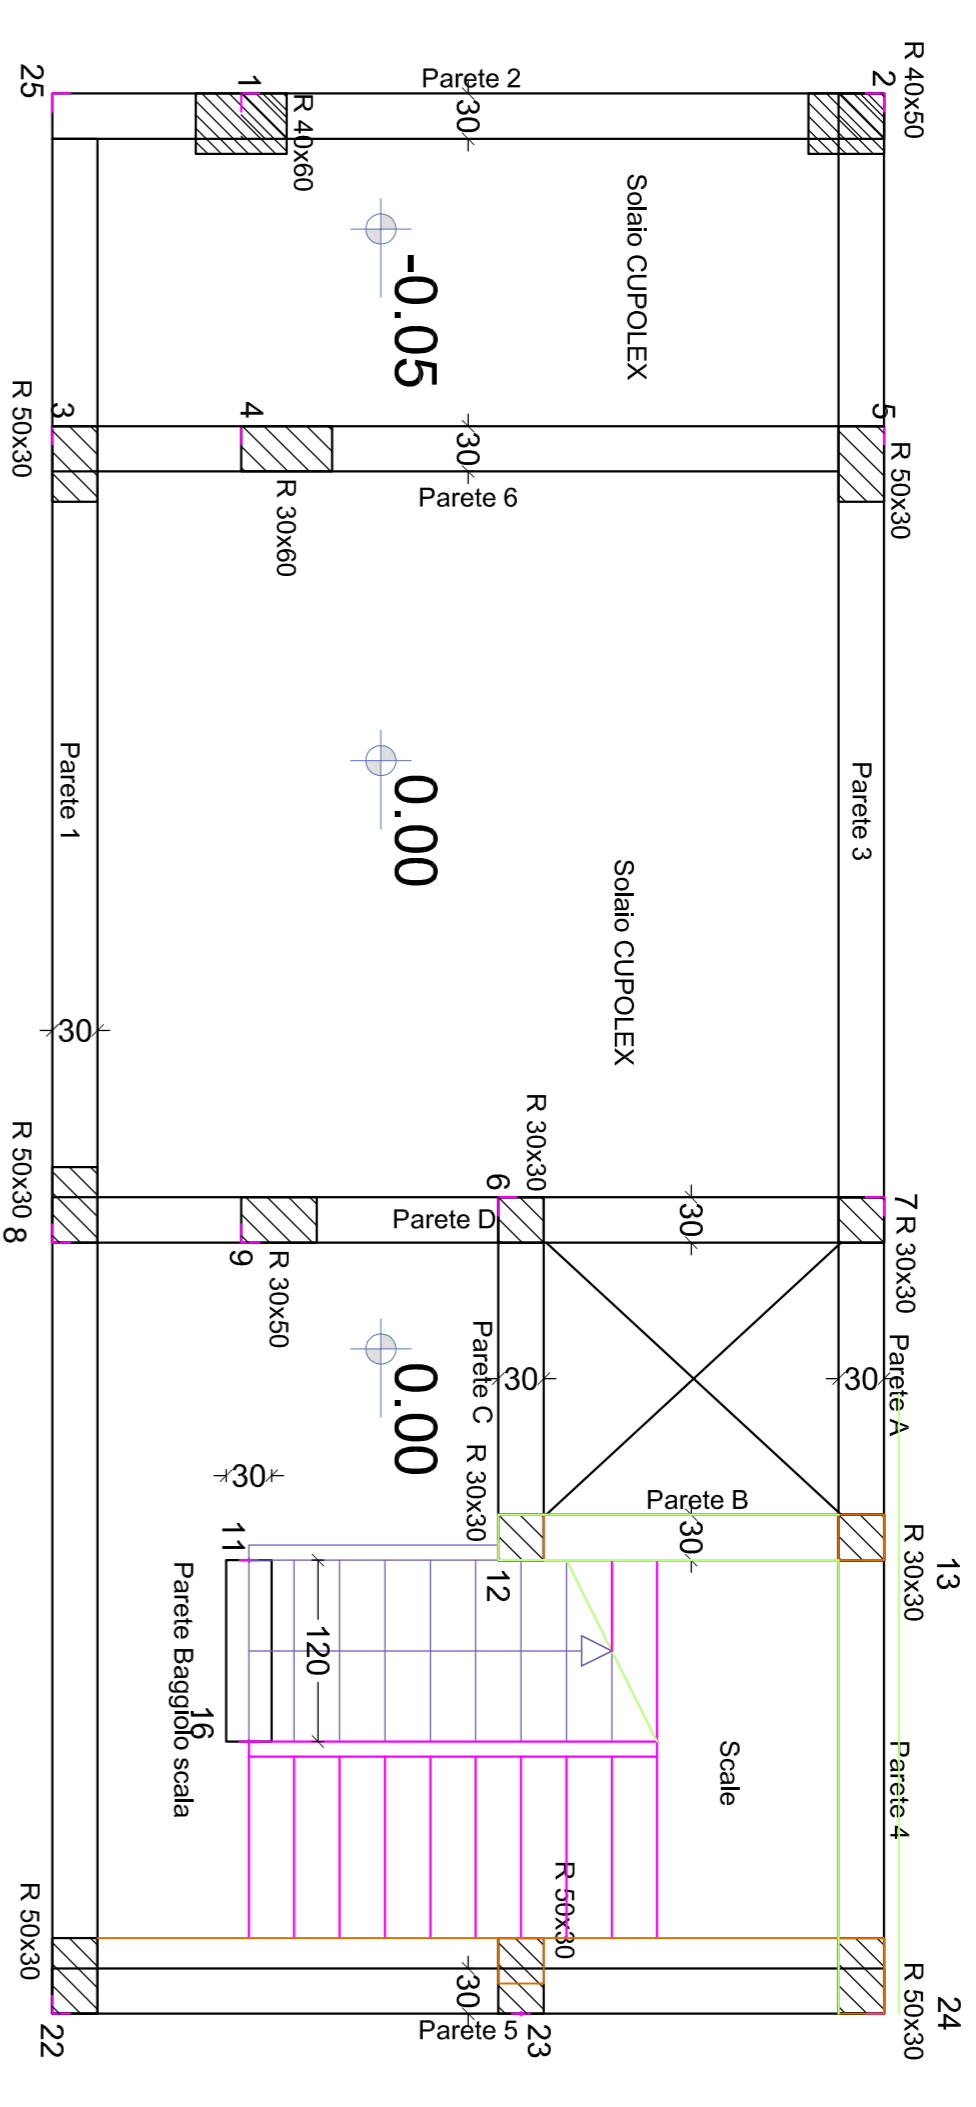 R 40x50
2
Parete 2
25
1
30
R 40x60
Solaio CUPOLEX
-0.05
3
R 50x30
4
30
5
R 50x30
Parete 6
R 30x60
Parete 1
0.00
Parete 3
Solaio CUPOLEX
30
R 50x30
8
R 30x30
6
7
Parete D
30
R 30x30
9
R 30x50
Parete C
30
30
Parete A
0.00
R 30x30
30
Parete B
30
R 30x30
13
11
12
Parete Baggiolo scala
120
16
Scale
Parete 4
R 50x30
R 50x30
30
R 50x30
24
Parete 5
22
23